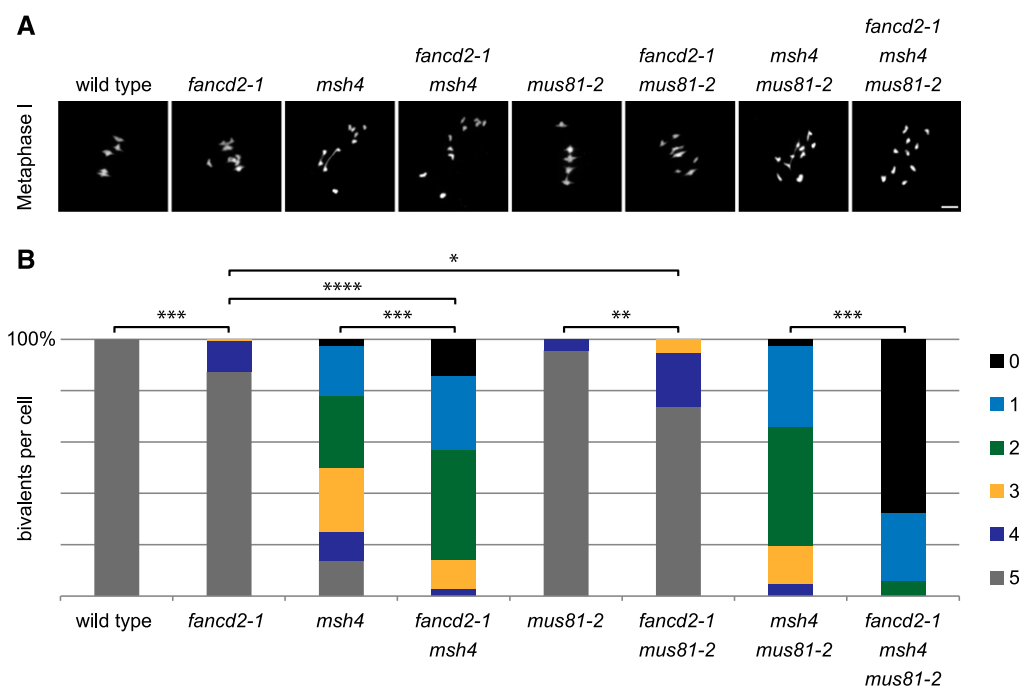 A
fancd2-1
fancd2-1 msh4 fancd2-1 msh4 msh4
wild type fancd2-1 msh4 msh4 mus81-2 mus81-2 mus81-2 mus81-2
Metaphase I
B
*
****
*** *** ** ***
100%
bivalents per cell
0
1
2
3
4
5
wild type fancd2-1 msh4 fancd2-1 mus81-2 fancd2-1 msh4 fancd2-1
msh4 mus81-2 mus81-2 msh4
mus81-2